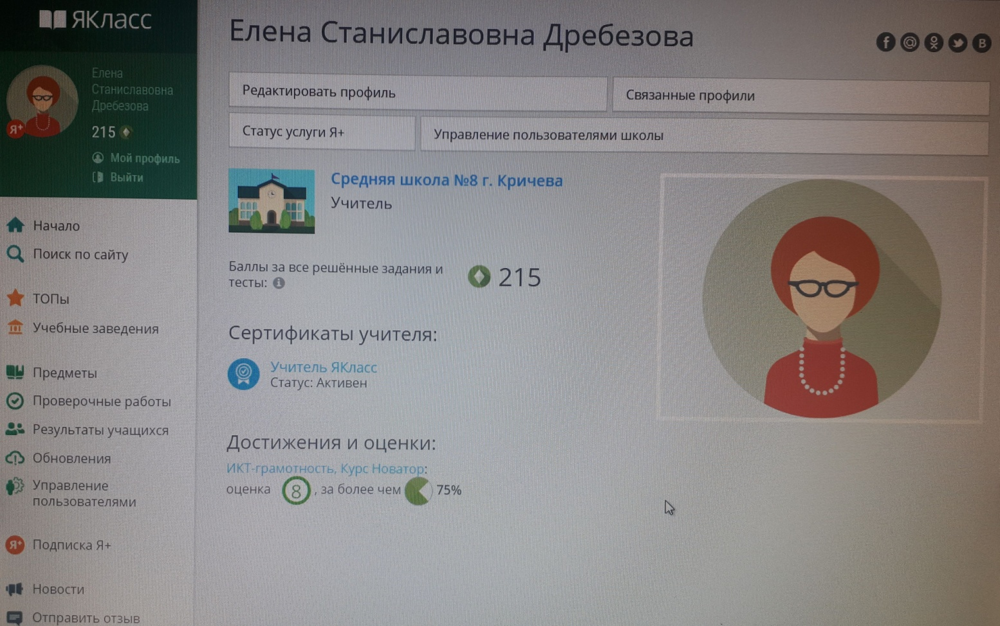 ЯКласс
Елена
Станиславовна
Дребезова
215
Мой профиль
Выйти
Я+
Начало
Поиск по сайту
ТОПы
Учебные заведения
Предметы
Проверочные работы
Результаты учащихся
Обновления
Управление
пользователями
Я+ Подписка Я+
Новости
Отправить отзыв
Елена Станиславовна Дребезова
Редактировать профиль
Связанные профили
Статус услуги Я+
Управление пользователями школы
Средняя школа №8 г. Кричева
Учитель
Баллы за все решённые задания и
тесты:
215
Сертификаты учителя:
Учитель ЯКласс
Статус: Активен
Достижения и оценки:
ИКТ-грамотность, Курс Новатор:
оценка 8 , за более чем 75%